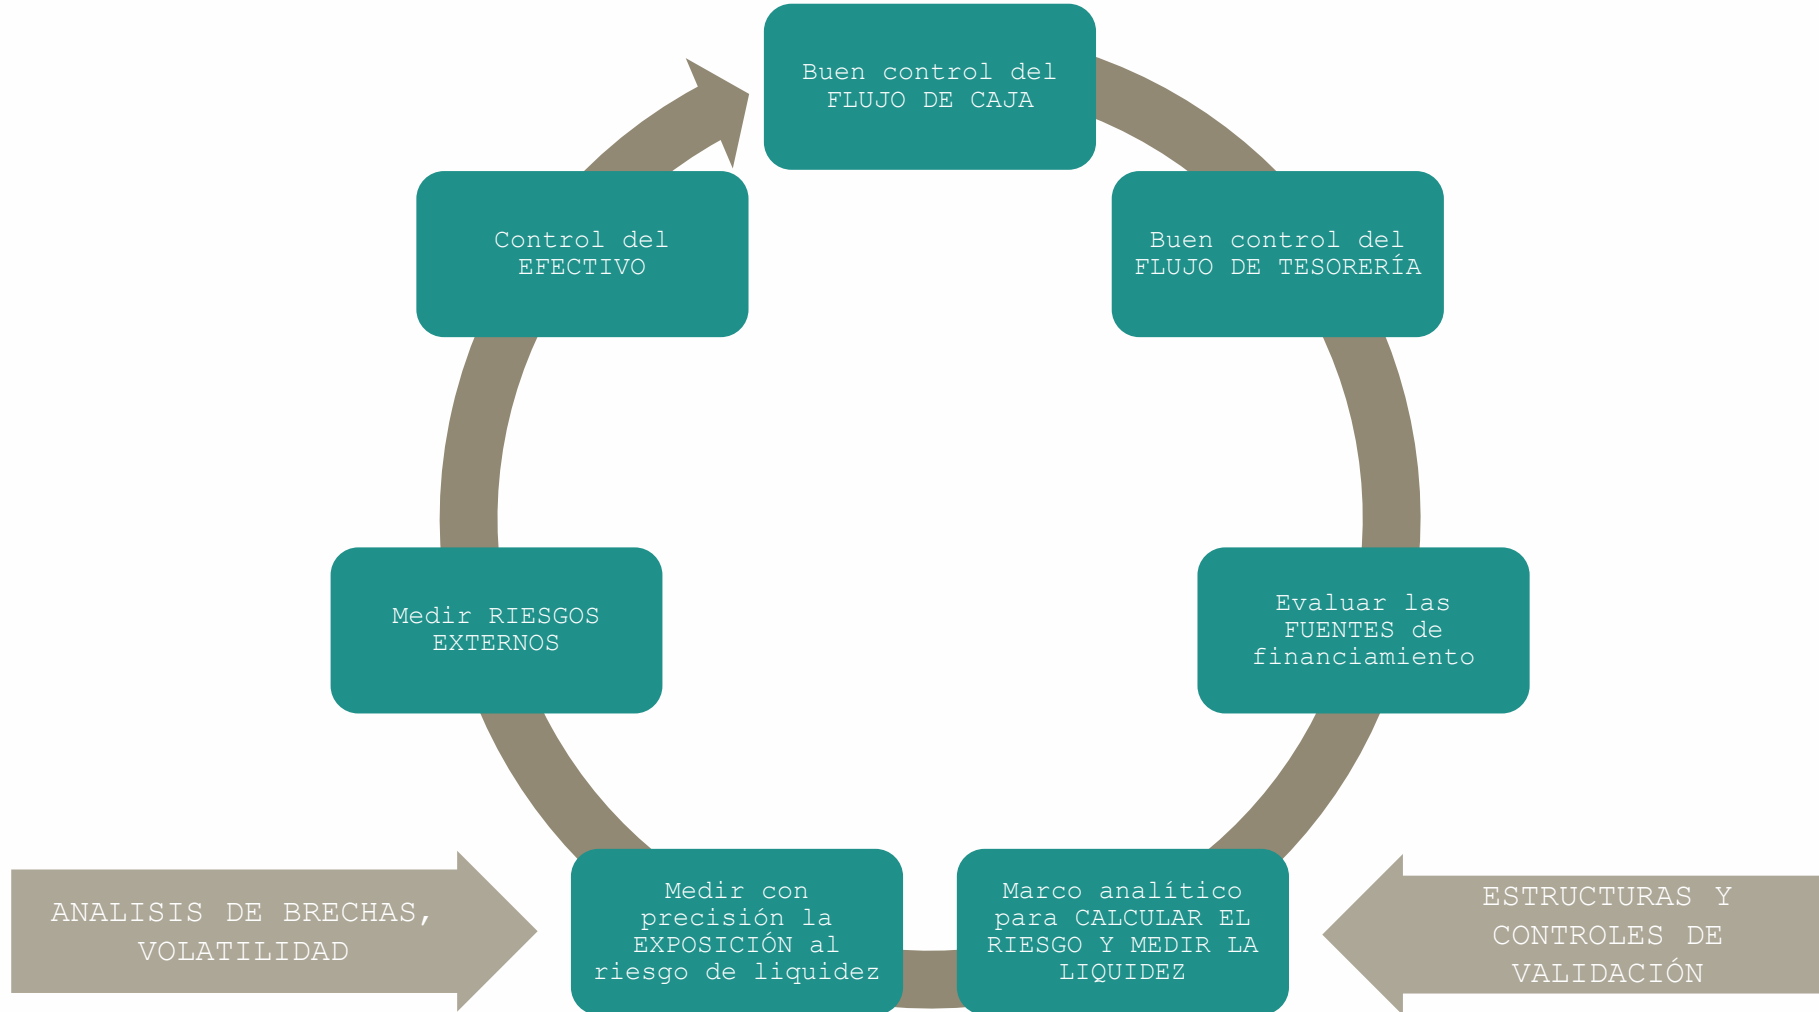 Buen control del
FLUJO DE CAJA
Buen control del
FLUJO DE TESORERÍA
Evaluar las
FUENTES de
financiamiento
Marco analítico
para CALCULAR EL
RIESGO Y MEDIR LA
LIQUIDEZ
Medir con
precisión la
EXPOSICIÓN al
riesgo de liquidez
Medir RIESGOS
EXTERNOS
Control del
EFECTIVO
ANALISIS DE BRECHAS,
VOLATILIDAD
ESTRUCTURAS Y
CONTROLES DE
VALIDACIÓN